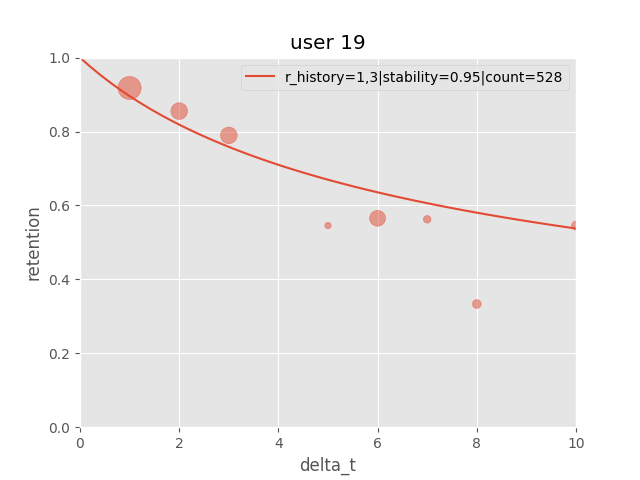 user 19
r_history=1,3|stability=0.95|count=528
1.0
0.8
0.6
0.4
0.2
0.0
retention
0 2 4 6 8 10
delta_t